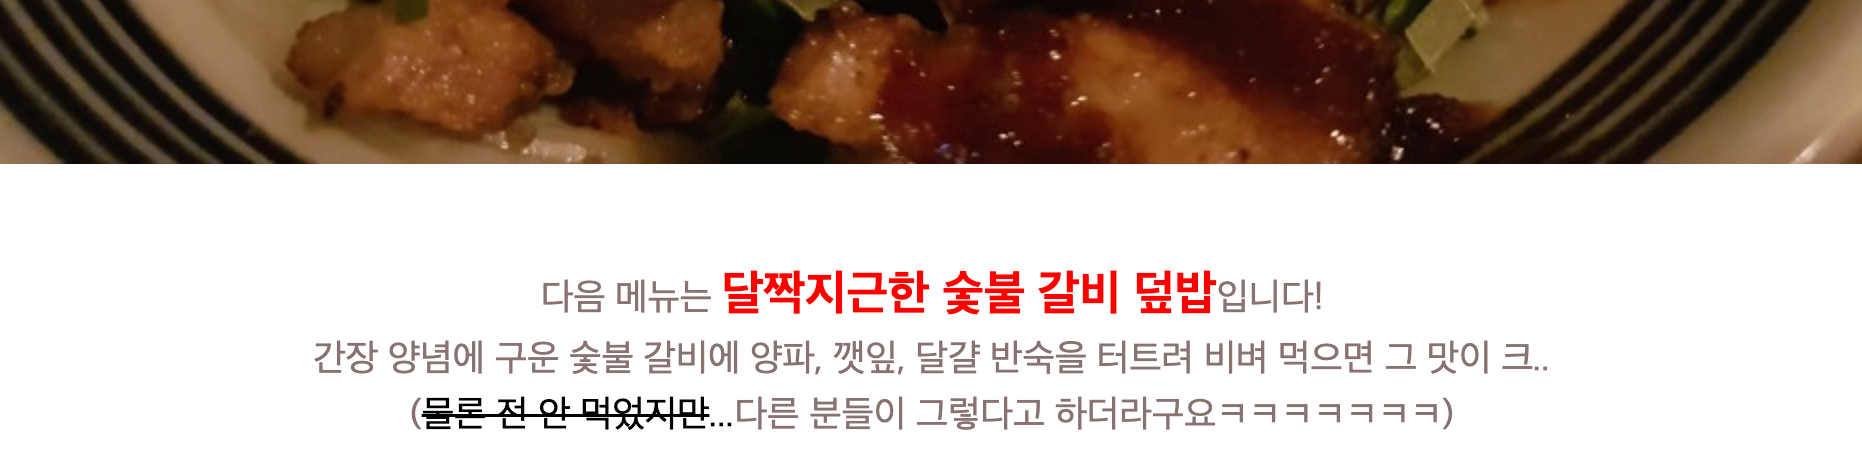 다음 메뉴는 달짝지근한 숯불 갈비 덮밥입니다!
간장 양념에 구운 숯불 갈비에 양파, 깻잎, 달걀 반숙을 터트려 비벼 먹으면 그 맛이 크..
(물론 전 안 먹었지만...다른 분들이 그렇다고 하더라구요ㅋㅋㅋㅋㅋㅋㅋ)